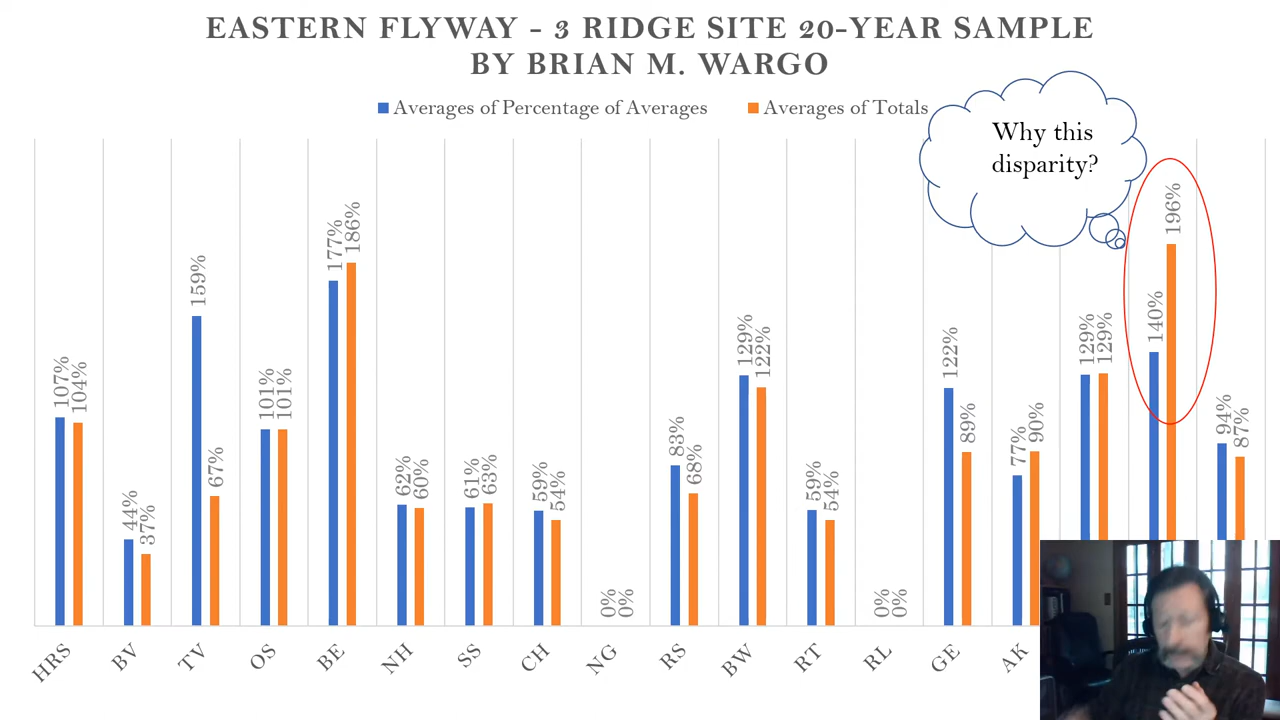 EASTERN FLYWAY - 3 RIDGE SITE 20-YEAR SAMPLE
BY BRIAN M. WARGO
Averages of Percentage of Averages
Averages of Totals
Why this
disparity?
107%
104%
44%
37%
159%
67%
101%
101%
177%
186%
62%
60%
61%
63%
59%
54%
0%
0%
83%
68%
129%
122%
59%
54%
0%
0%
122%
89%
77%
90%
129%
129%
140%
196%
94%
87%
HRS
BV
TV
OS
BE
NH
SS
CH
NG
RS
BW
RT
RL
GE
AK